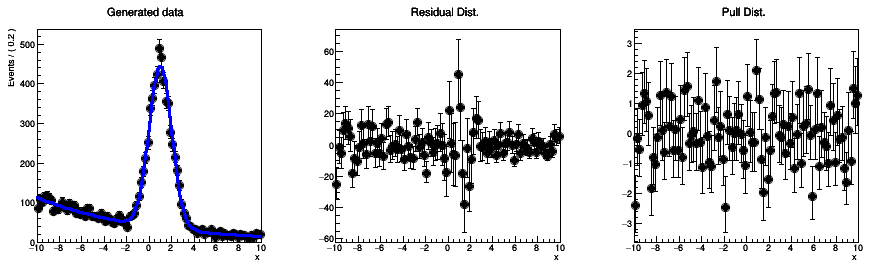 Generated data
Events / ( 0.2 )
500
400
300
200
100
0
−10 −8 −6 −4 −2 0 2 4 6 8 10
x
Residual Dist.
60
40
20
0
−20
−40
−60
−10 −8 −6 −4 −2 0 2 4 6 8 10
x
Pull Dist.
3
2
1
0
−1
−2
−3
−10 −8 −6 −4 −2 0 2 4 6 8 10
x